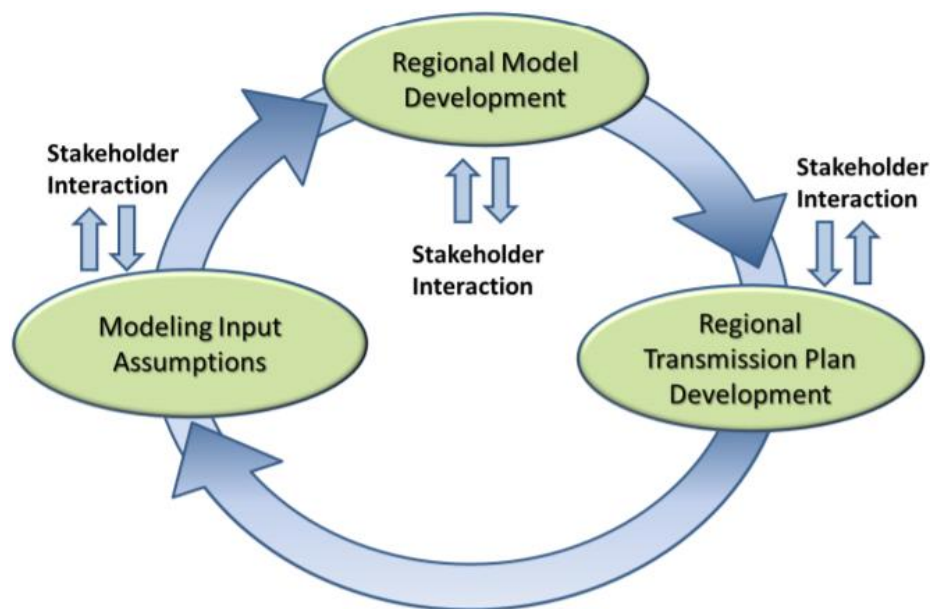 Regional Model
Development
Stakeholder
Interaction
Stakeholder
Interaction
Stakeholder
Interaction
Modeling Input
Assumptions
Regional
Transmission Plan
Development